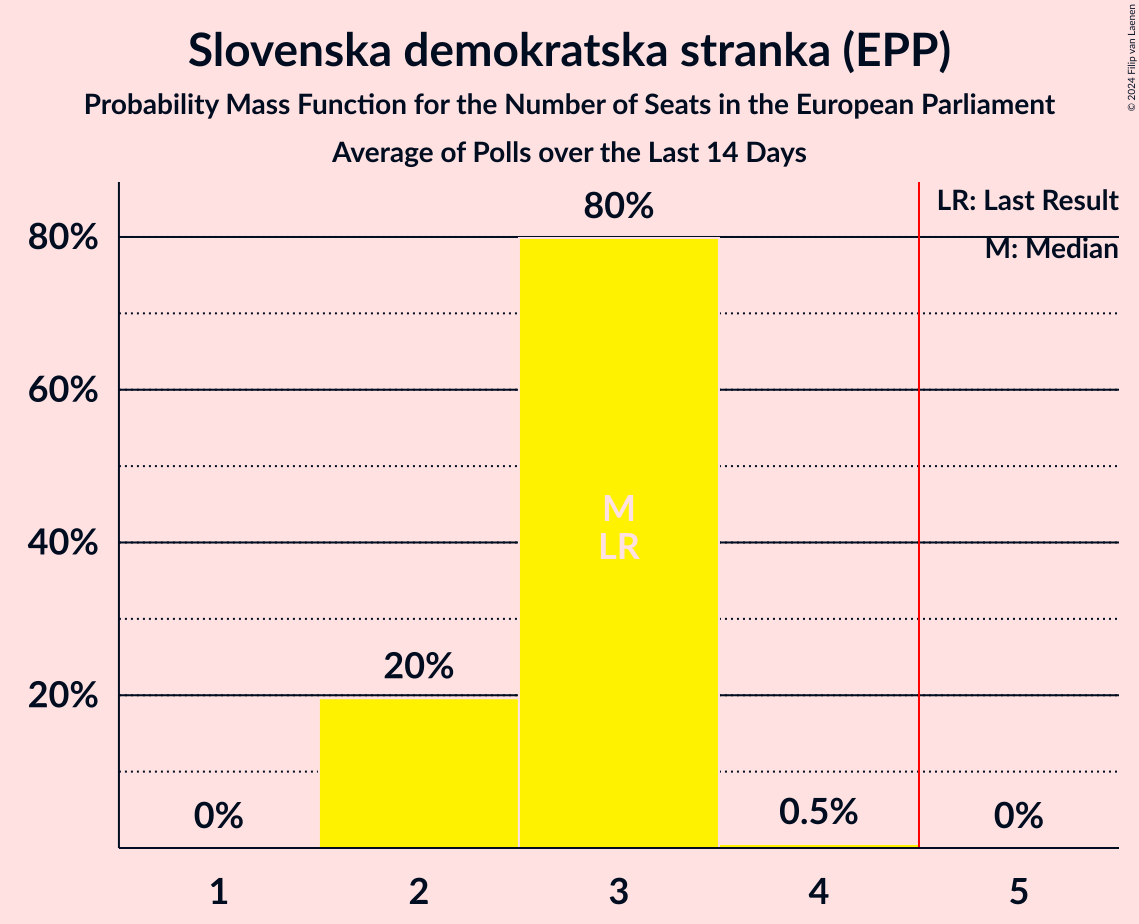 Slovenska demokratska stranka (EPP)
Probability Mass Function for the Number of Seats in the European Parliament
Average of Polls over the Last 14 Days
© 2024 Filip van Laenen
LR: Last Result
M: Median
80%
60%
40%
20%
0%
20%
80%
0.5%
0%
M
LR
1
2
3
4
5